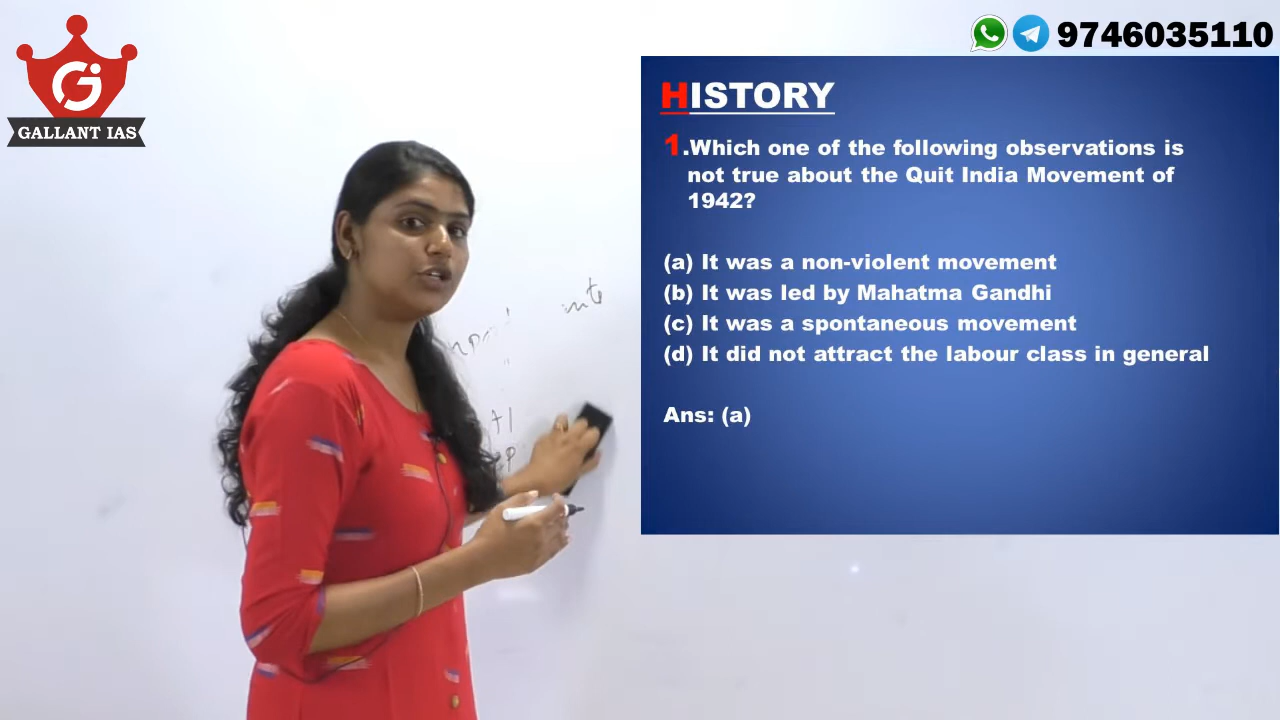 GALLANT IAS
9746035110
HISTORY
1.Which one of the following observations is
not true about the Quit India Movement of
1942?
(a) It was a non-violent movement
(b) It was led by Mahatma Gandhi
(c) It was a spontaneous movement
(d) It did not attract the labour class in general
Ans: (a)